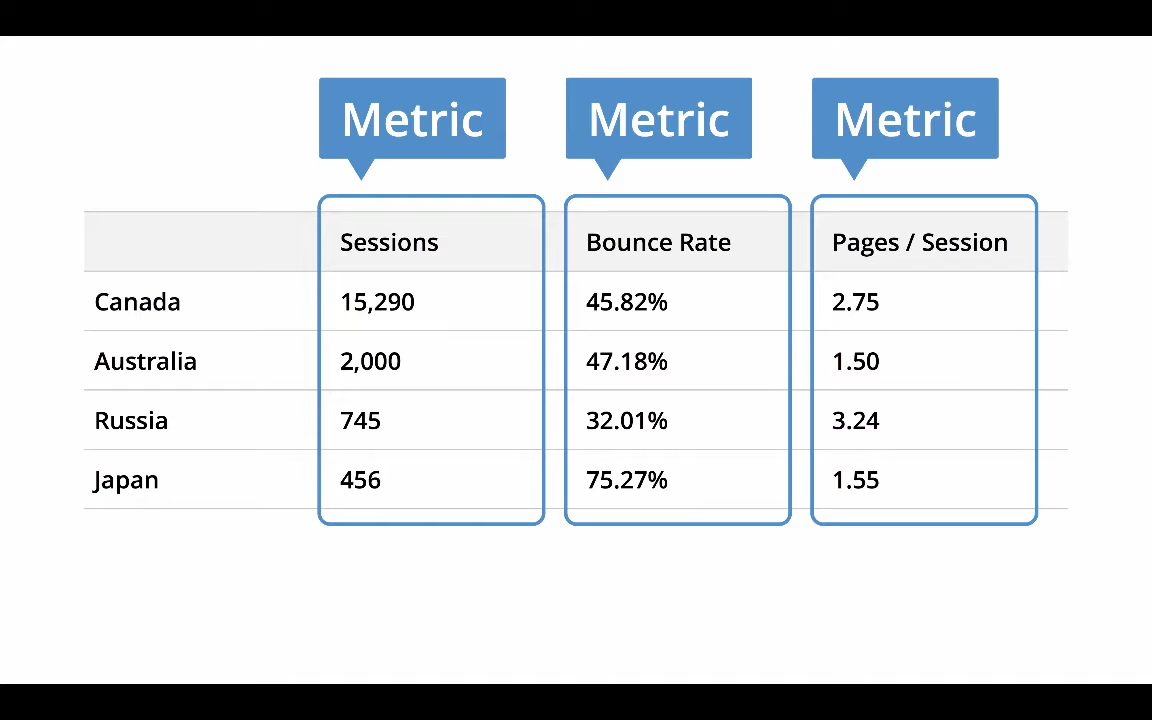 Metric Metric Metric
Sessions Bounce Rate Pages / Session
Canada 15,290 45.82% 2.75
Australia 2,000 47.18% 1.50
Russia 745 32.01% 3.24
Japan 456 75.27% 1.55